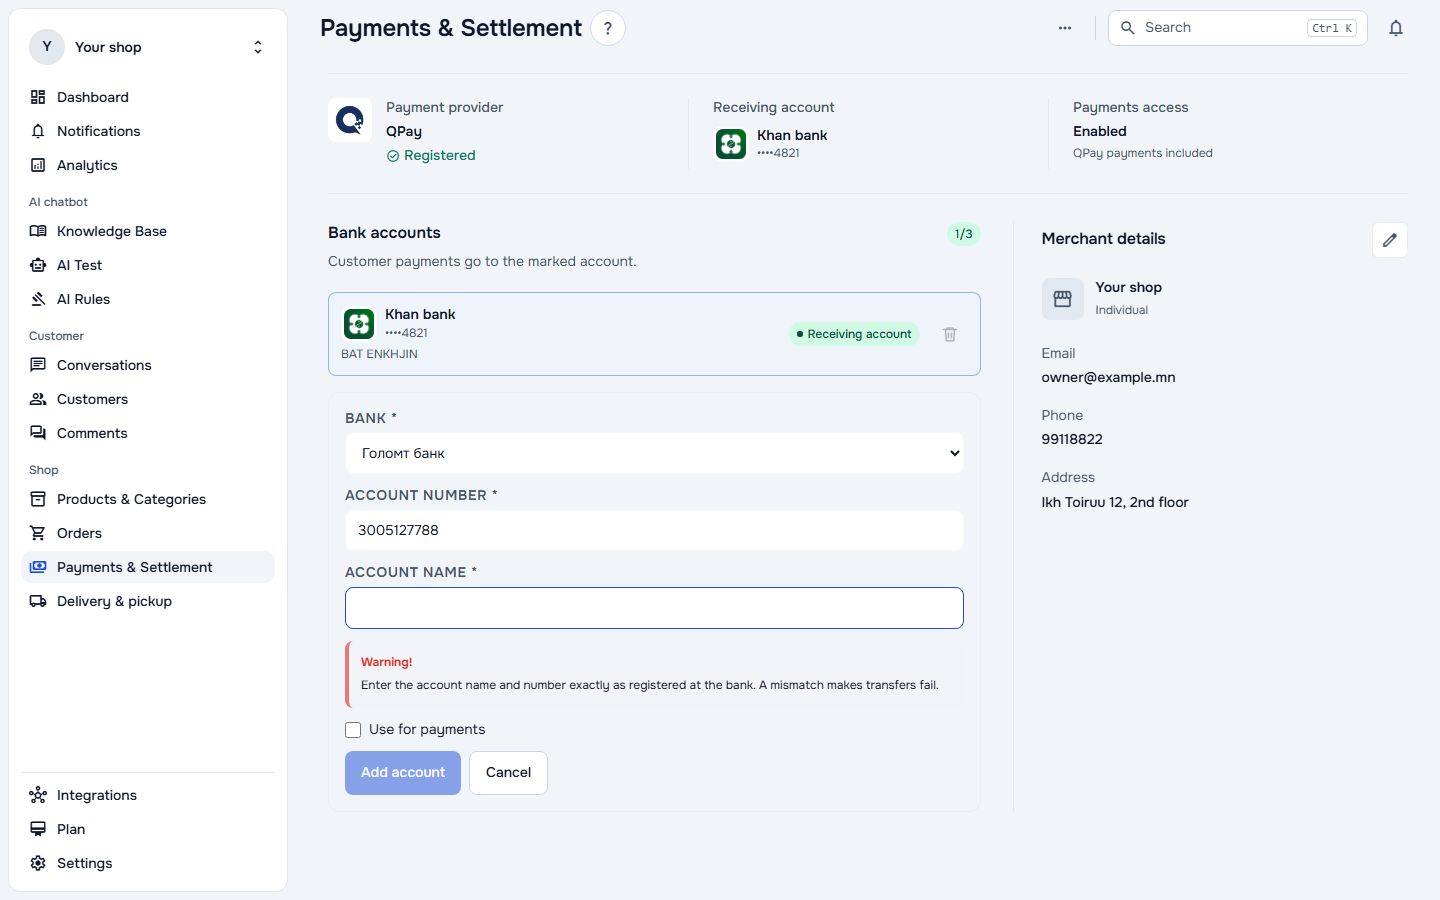 Y
Your shop
Dashboard
Notifications
Analytics
AI chatbot
Knowledge Base
AI Test
AI Rules
Customer
Conversations
Customers
Comments
Shop
Products & Categories
Orders
Payments & Settlement
Delivery & pickup
Integrations
Plan
Settings
Payments & Settlement
?
Search
Ctrl K
Payment provider
QPay
Registered
Receiving account
Khan bank
••••4821
Payments access
Enabled
QPay payments included
Bank accounts
1/3
Customer payments go to the marked account.
Khan bank
••••4821
BAT ENKHJIN
Receiving account
BANK *
Голомт банк
ACCOUNT NUMBER *
3005127788
ACCOUNT NAME *
Warning!
Enter the account name and number exactly as registered at the bank. A mismatch makes transfers fail.
Use for payments
Add account
Cancel
Merchant details
Your shop
Individual
Email
owner@example.mn
Phone
99118822
Address
Ikh Toiruu 12, 2nd floor